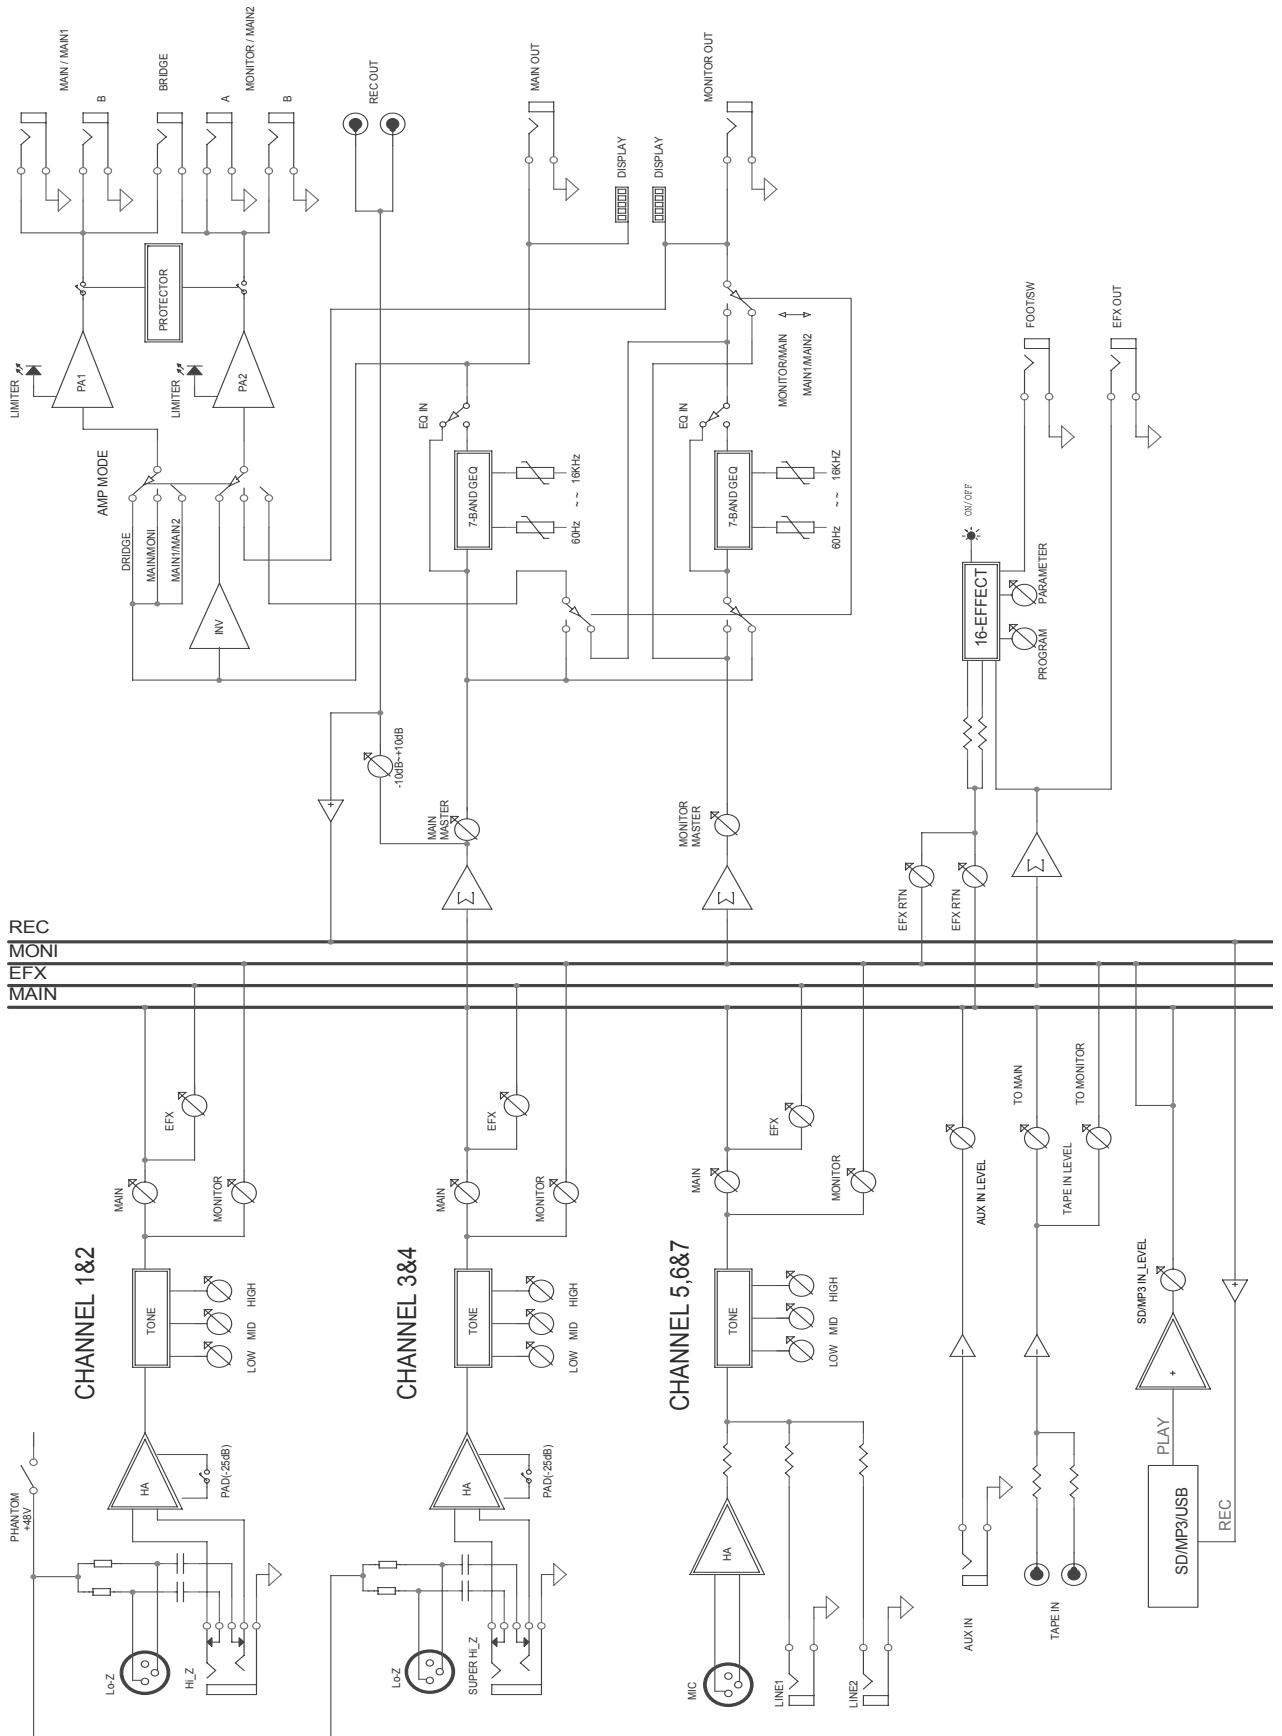 MAIN / MAIN1
B
BRIDGE
A
MONITOR / MAIN2
B
REC OUT
MAIN OUT
MONITOR OUT
DISPLAY
DISPLAY
PROTECTOR
LIMITER
PA1
LIMITER
PA2
AMP MODE
DRIDGE
MAIN/MONI
MAIN1/MAIN2
INV
EQ IN
7-BAND GEQ
60Hz ~ ~ 16KHz
EQ IN
7-BAND GEQ
60Hz ~ ~ 16KHZ
MONITOR/MAIN
MAIN1/MAIN2
FOOT/SW
EFX OUT
ON/OFF
16-EFFECT
PARAMETER
PROGRAM
-10dB~+10dB
+
MAIN
MASTER
Σ
MONITOR
MASTER
Σ
EFX RTN
EFX RTN
Σ
REC
MONI
EFX
MAIN
EFX
MAIN
MONITOR
CHANNEL 1&2
TONE
LOW
MID
HIGH
HA
PAD(-25dB)
PHANTOM
+48V
Lo-Z
Hi_Z
EFX
MAIN
MONITOR
CHANNEL 3&4
TONE
LOW
MID
HIGH
HA
PAD(-25dB)
Lo-Z
SUPER Hi_Z
EFX
MAIN
MONITOR
CHANNEL 5,6&7
TONE
LOW
MID
HIGH
HA
MIC
LINE1
LINE2
AUX IN LEVEL
-
AUX IN
TO MAIN
TO MONITOR
TAPE IN LEVEL
-
TAPE IN
SD/MP3 IN_LEVEL
+
+
PLAY
REC
SD/MP3/USB